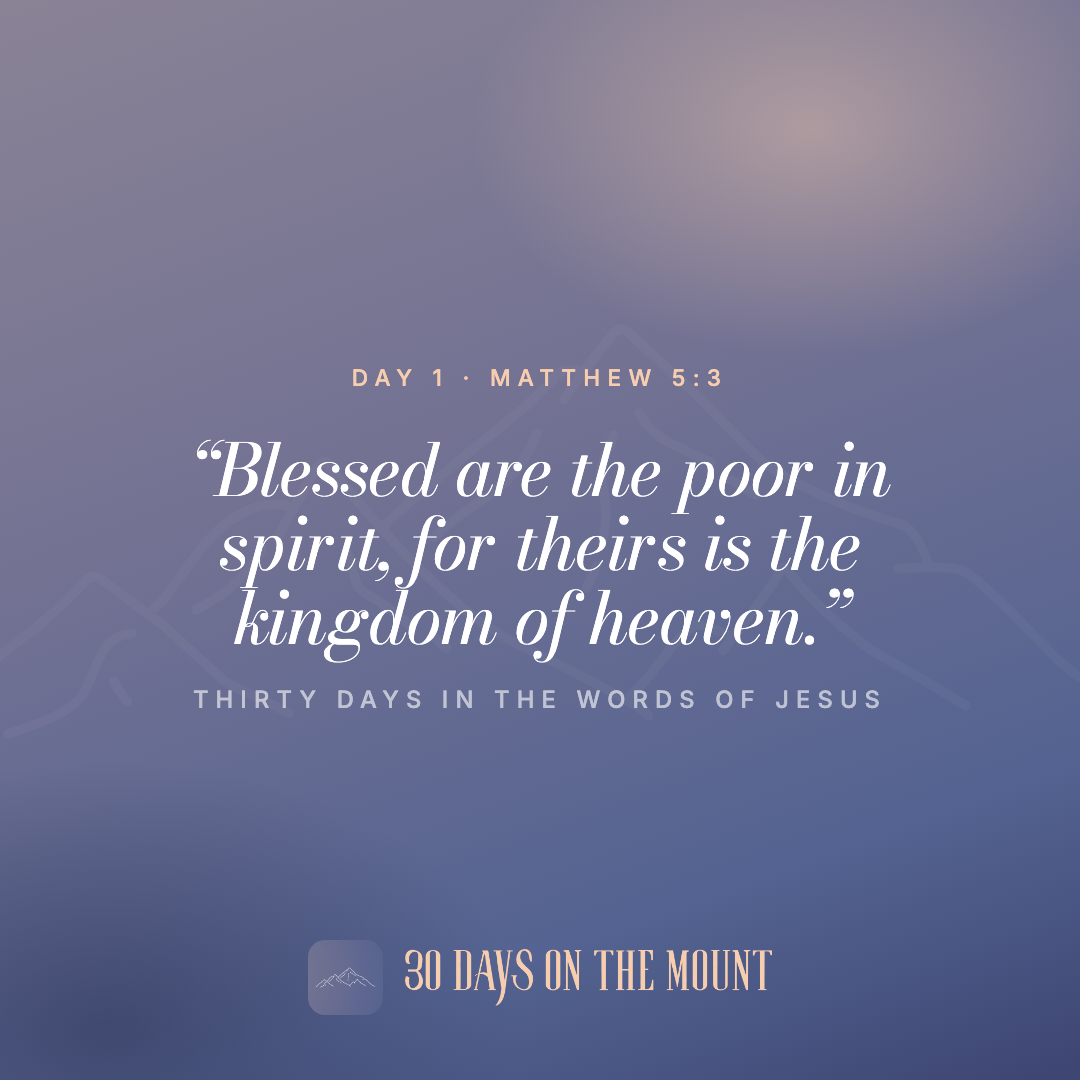 DAY 1 · MATTHEW 5:3
“Blessed are the poor in
spirit, for theirs is the
kingdom of heaven.”
THIRTY DAYS IN THE WORDS OF JESUS
30 DAYS ON THE MOUNT